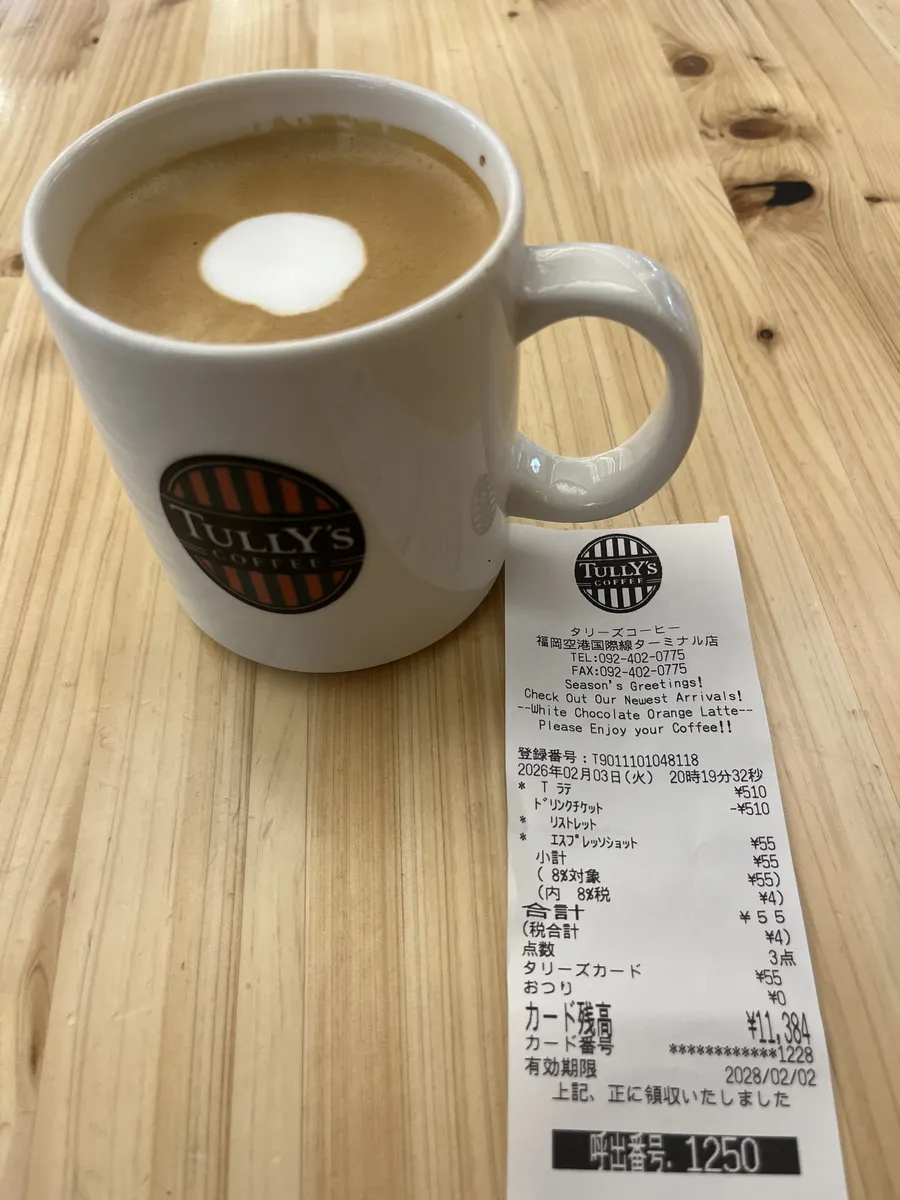 TULLY'S
COFFEE
TULLY'S
COFFEE
タリーズコーヒー
福岡空港国際線ターミナル店
TEL:092-402-0775
FAX:092-402-0775
Season's Greetings!
Check Out Our Newest Arrivals!
--White Chocolate Orange Latte--
Please Enjoy your Coffee!!
登録番号:T9011101048118
2026年02月03日(火) 20時19分32秒
* T ラテ ¥510
ドリンクチケット -¥510
* リストレット
* エスプレッソショット ¥55
小計 ¥55
( 8%対象 ¥55)
(内 8%税 ¥4)
合計 ¥55
(税合計 ¥4)
点数 3点
タリーズカード ¥55
おつり ¥0
カード残高 ¥11,384
カード番号 ************1228
有効期限 2028/02/02
上記、正に領収いたしました
呼出番号. 1250